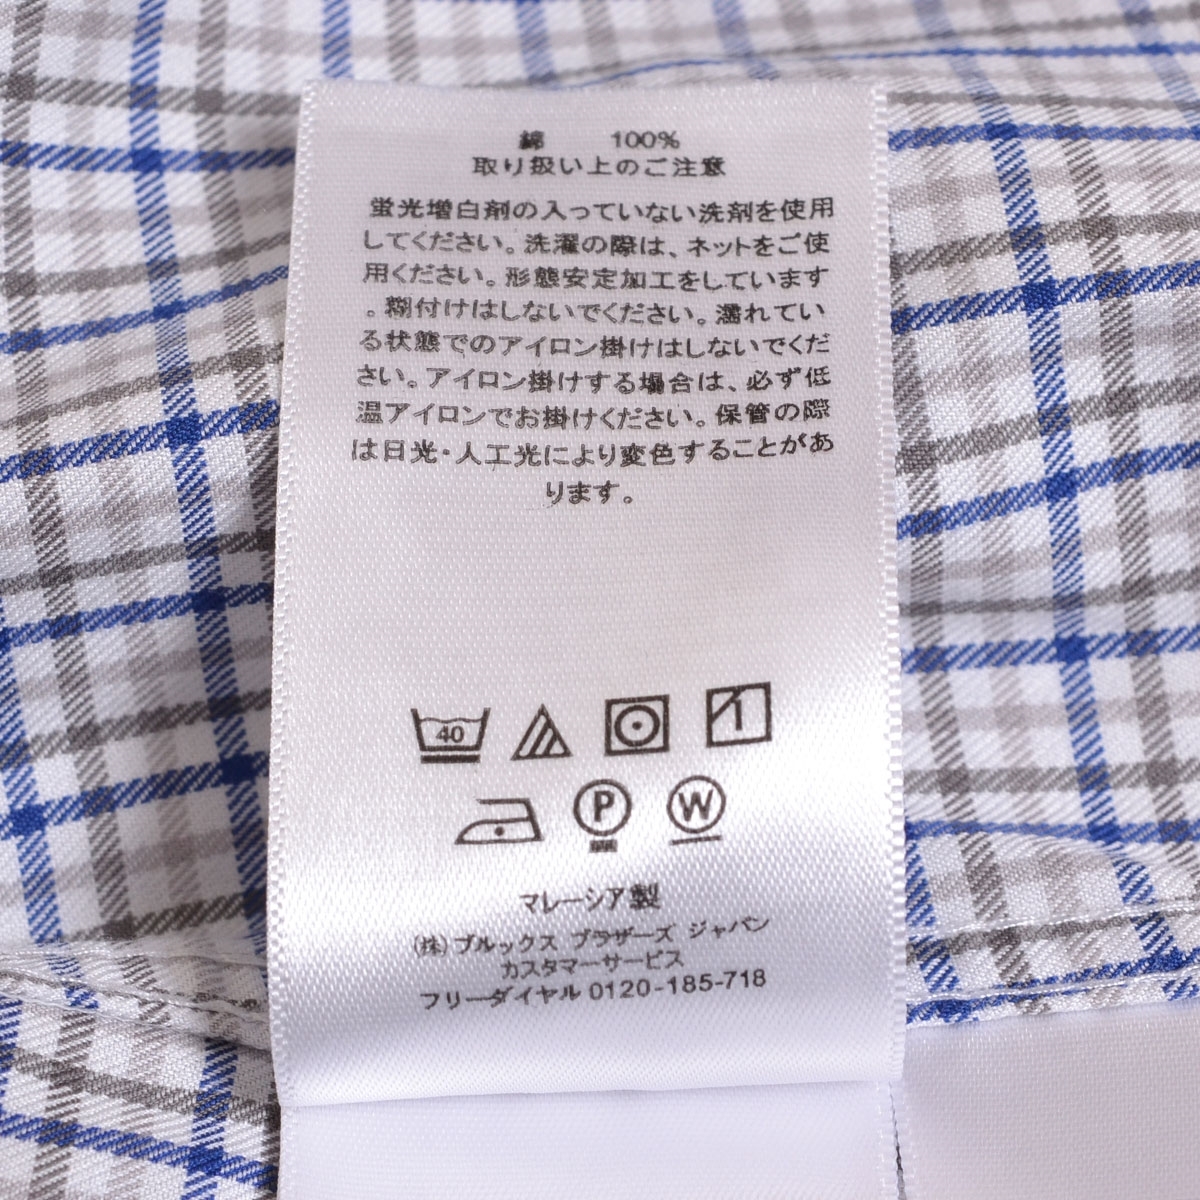 綿 100%
取り扱い上のご注意
蛍光増白剤の入っていない洗剤を使用
してください。洗濯の際は、ネットをご使
用ください。形態安定加工をしています
。糊付けはしないでください。濡れてい
る状態でのアイロン掛けはしないでくだ
さい。アイロン掛けする場合は、必ず低
温アイロンでお掛けください。保管の際
は日光・人工光により変色することがあ
ります。
40
1
P
W
マレーシア製
(株)ブルックス ブラザーズ ジャパン
カスタマーサービス
フリーダイヤル0120-185-718